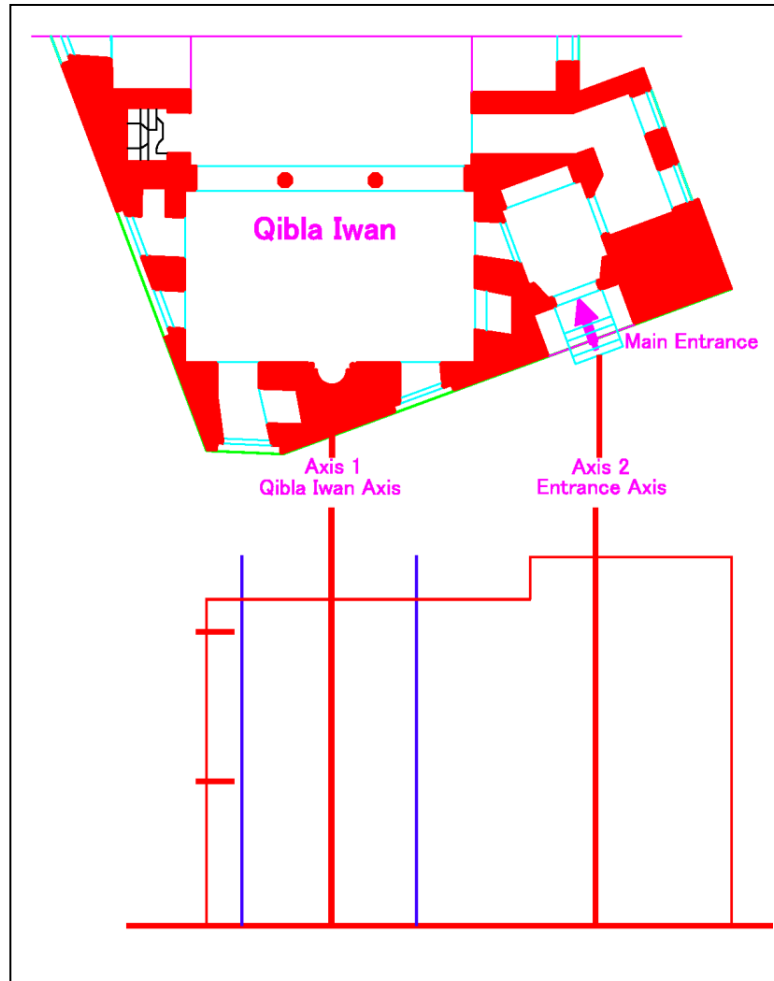 Qibla Iwan
Main Entrance
Axis 1
Qibla Iwan Axis
Axis 2
Entrance Axis